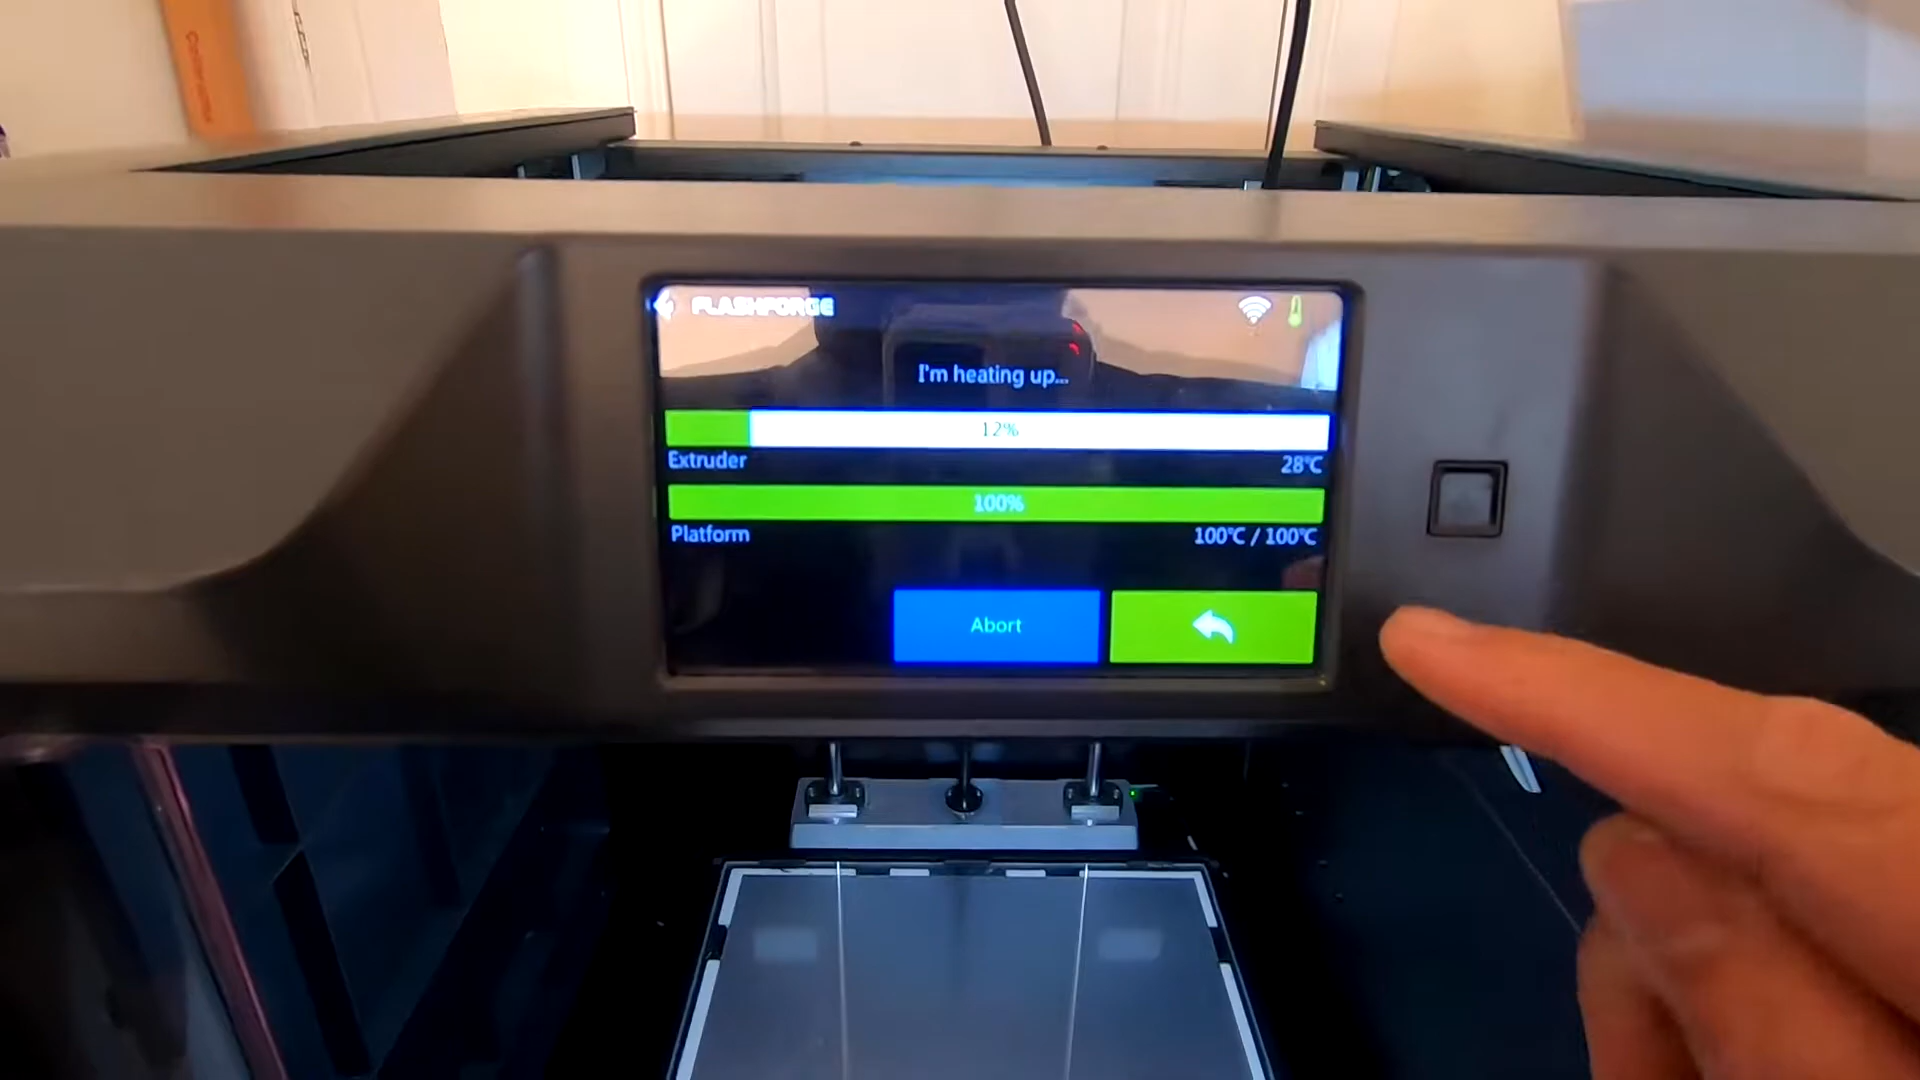 FLASHFORGE
I'm heating up...
12%
Extruder 28℃
100%
Platform 100℃ / 100℃
Abort